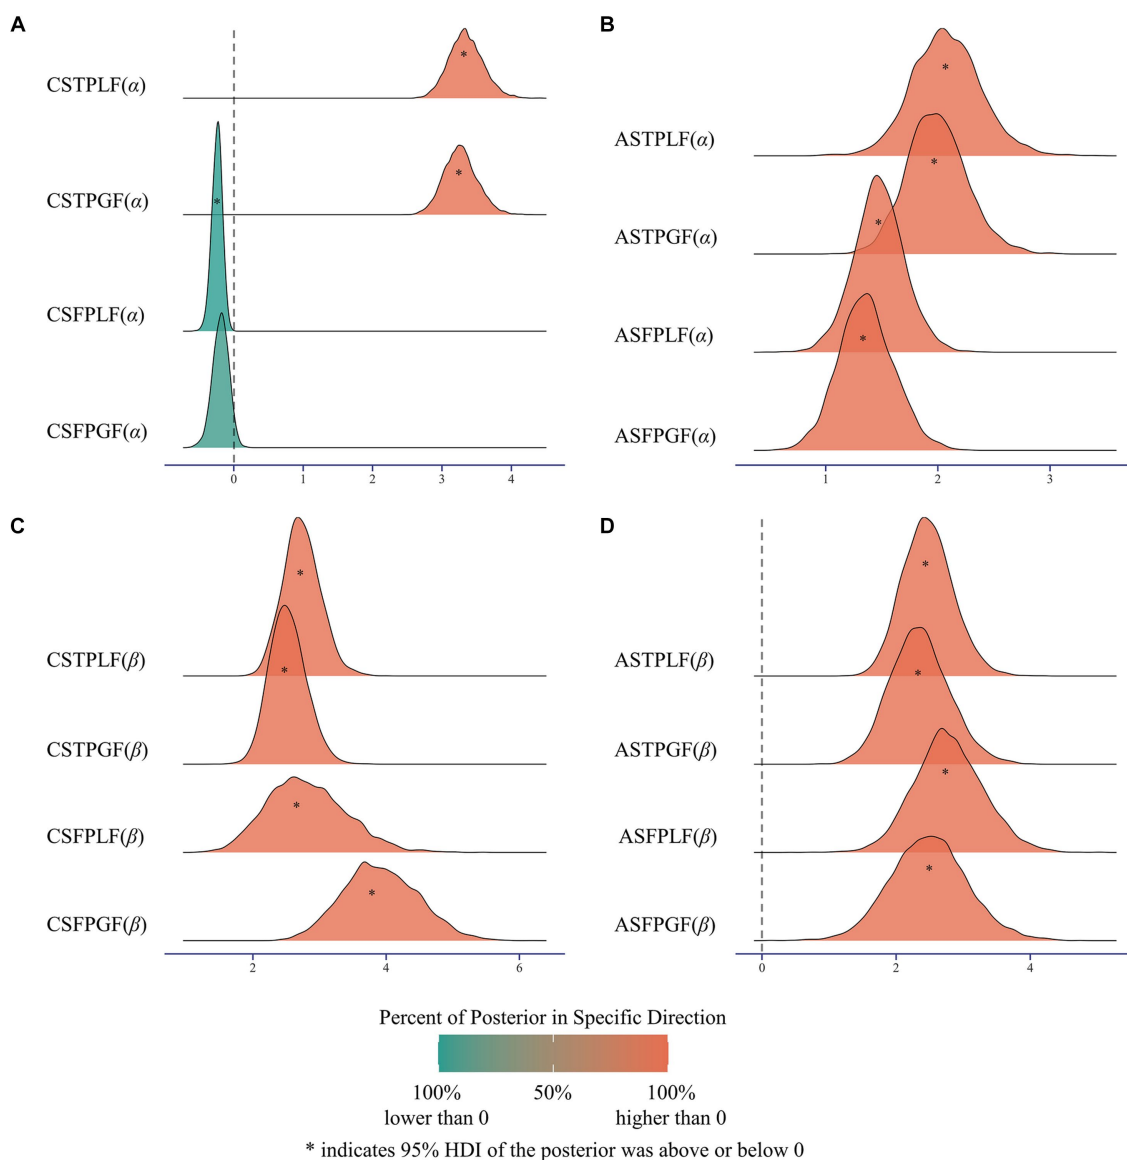 A
CSTPLF(α)
CSTPGF(α)
*
*
*
CSFPLF(α)
CSFPGF(α)
0 1 2 3 4
B
ASTPLF(α)
ASTPGF(α)
ASFPLF(α)
ASFPGF(α)
*
*
*
*
1 2 3
C
CSTPLF(β)
CSTPGF(β)
CSFPLF(β)
CSFPGF(β)
*
*
*
*
2 4 6
D
ASTPLF(β)
ASTPGF(β)
ASFPLF(β)
ASFPGF(β)
*
*
*
*
0 2 4
Percent of Posterior in Specific Direction
100% 50% 100%
lower than 0 higher than 0
* indicates 95% HDI of the posterior was above or below 0